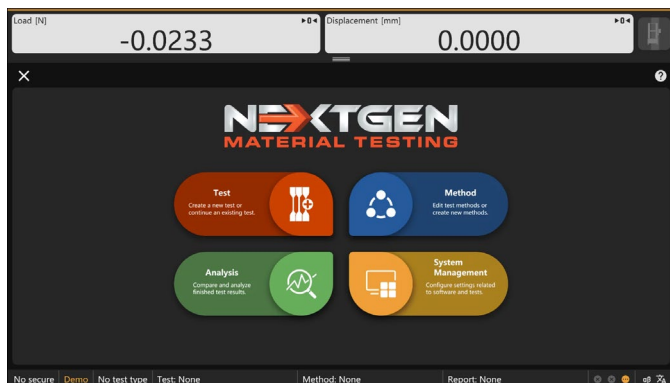 Load [N]
▸0◂
Displacement [mm]
▸0◂
-0.0233
0.0000
NEXTGEN
MATERIAL TESTING
Test
Create a new test or
continue an existing test.
Method
Edit test methods or
create new methods.
Analysis
Compare and analyze
finished test results.
System
Management
Configure settings related
to software and tests.
No secure
Demo
No test type
Test: None
Method: None
Report: None